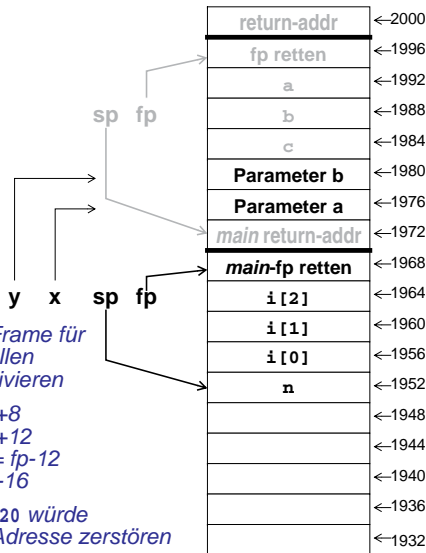 return-addr ←2000
fp retten ←1996
a ←1992
sp fp b ←1988
c ←1984
Parameter b ←1980
Parameter a ←1976
main return-addr ←1972
main-fp retten ←1968
y x sp fp i[2] ←1964
i[1] ←1960
i[0] ←1956
n ←1952
←1948
←1944
←1940
←1936
←1932
Frame für
llen
ivieren
+8
+12
= fp-12
-16
20 würde
Adresse zerstören